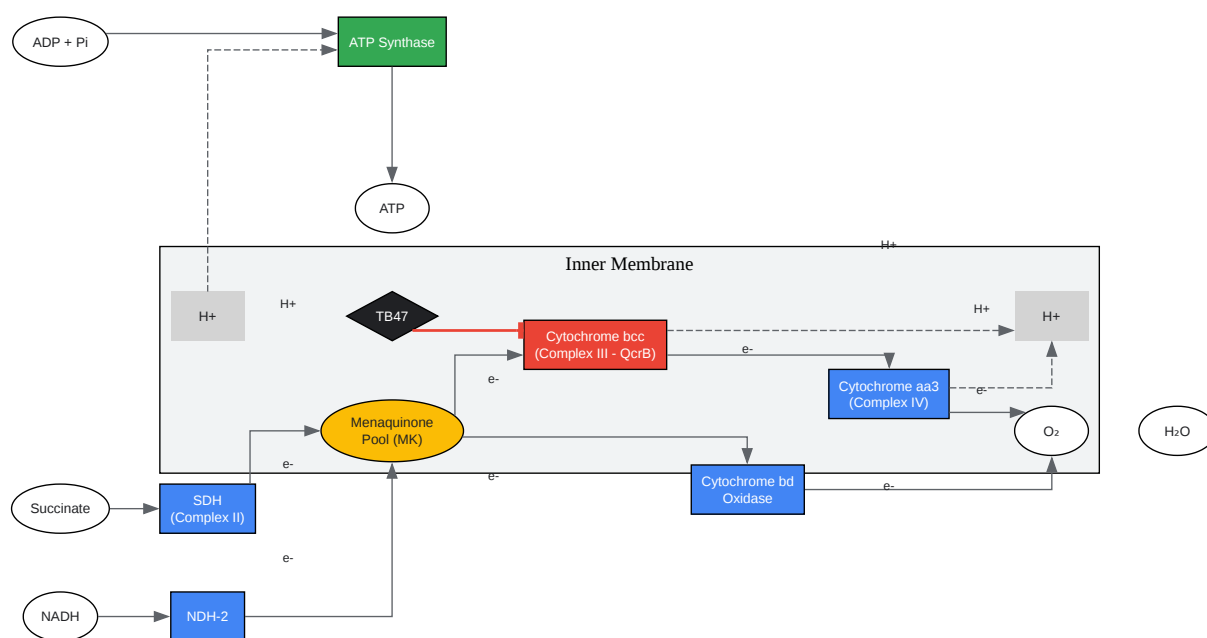 ADP + Pi
ATP Synthase
ATP
H+
Inner Membrane
H+
H+
TB47
H+
H+
Cytochrome bcc
(Complex III - QcrB)
e-
e-
Cytochrome aa3
(Complex IV)
e-
Menaquinone
Pool (MK)
O₂
H₂O
e-
e-
Cytochrome bd
Oxidase
e-
Succinate
SDH
(Complex II)
e-
NADH
NDH-2